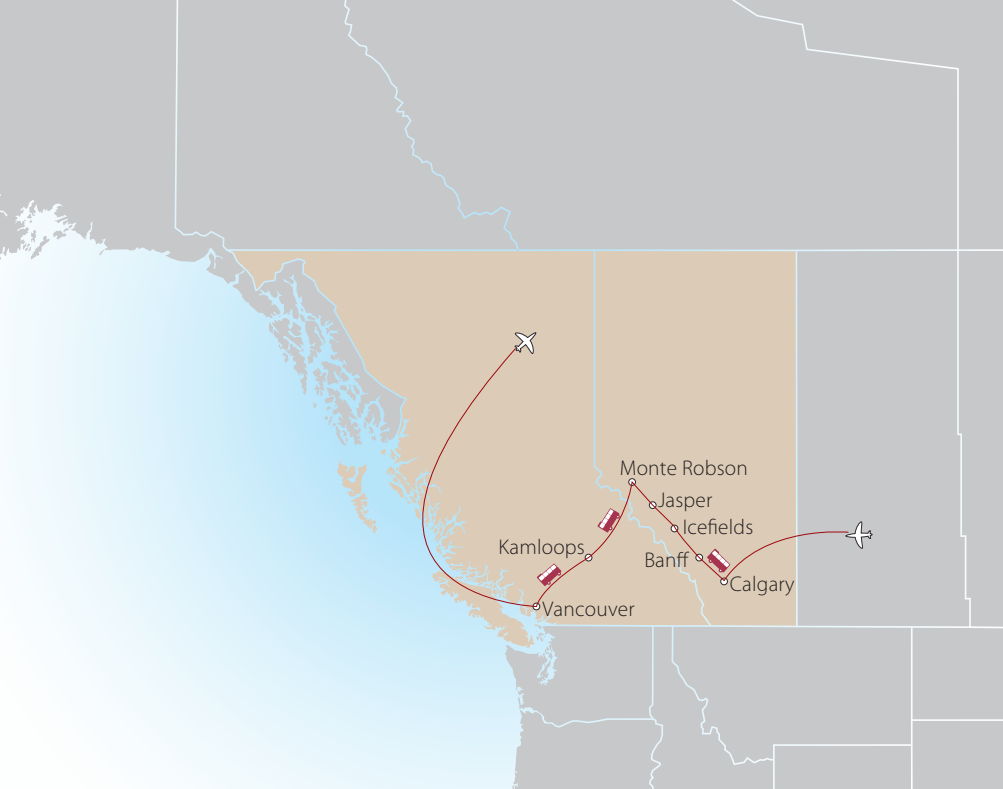 Monte Robson
Jasper
Icefields
Kamloops
Banff
Calgary
Vancouver